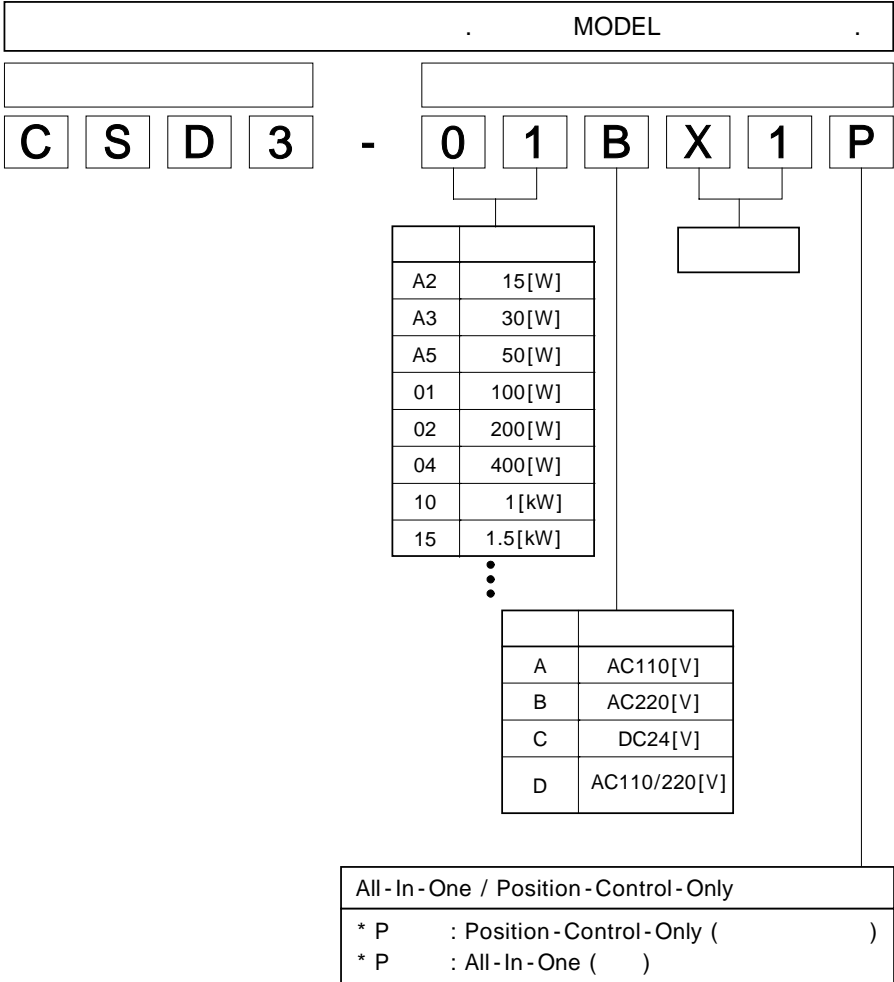 . MODEL .
C S D 3 - 0 1 B X 1 P
A2 15[W]
A3 30[W]
A5 50[W]
01 100[W]
02 200[W]
04 400[W]
10 1[kW]
15 1.5[kW]
A AC110[V]
B AC220[V]
C DC24[V]
D AC110/220[V]
All-In-One / Position-Control-Only
* P : Position-Control-Only ( )
* P : All-In-One ( )